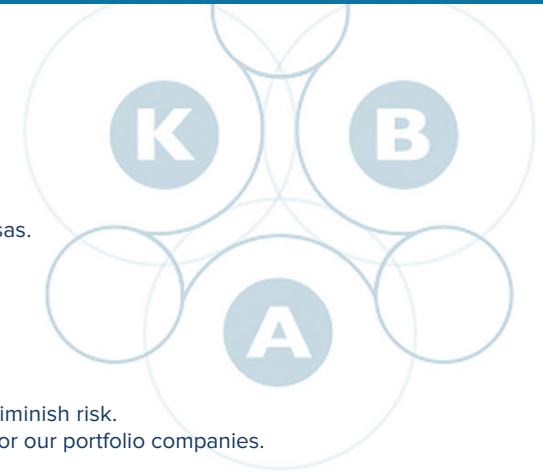 K
B
sas.
A
iminish risk.
or our portfolio companies.